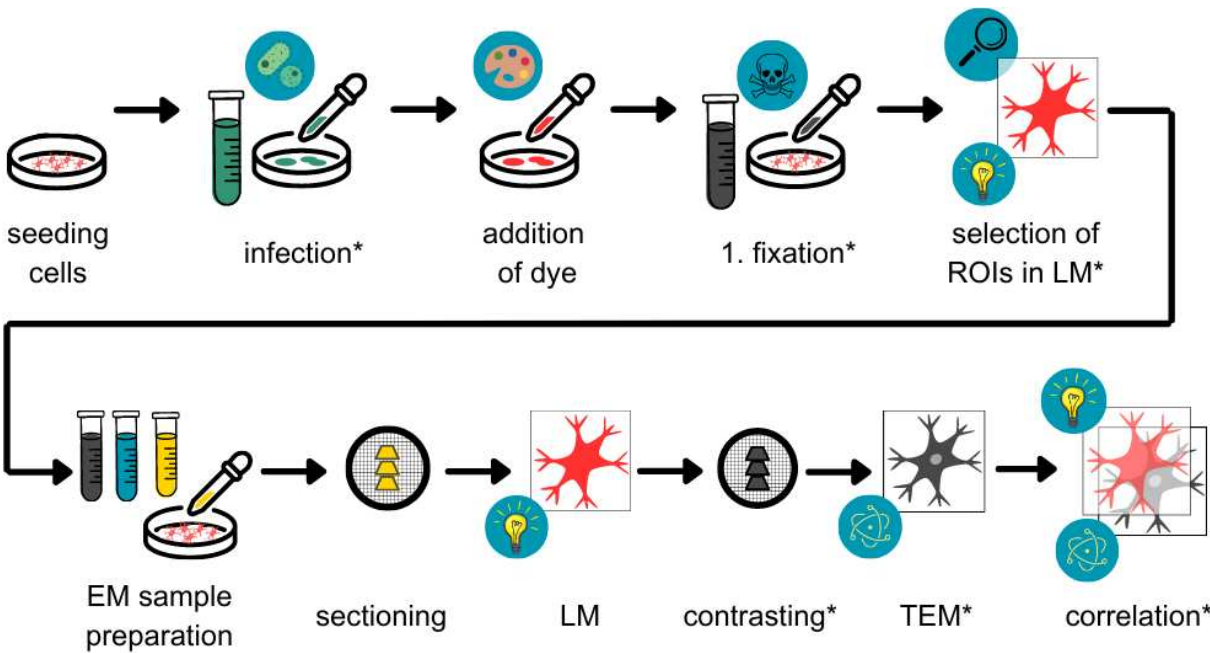 seeding
cells
infection*
addition
of dye
1. fixation*
selection of
ROIs in LM*
EM sample
preparation
sectioning
LM
contrasting*
TEM*
correlation*